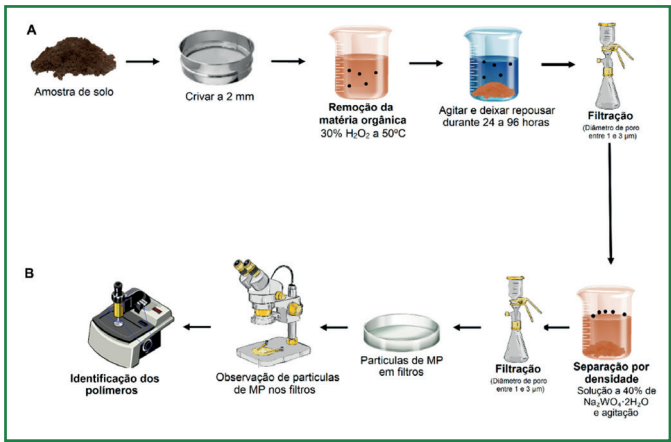 A
Amostra de solo
Crivar a 2 mm
Remoção da
matéria orgânica
30% H₂O₂ a 50ºC
Agitar e deixar repousar
durante 24 a 96 horas
Filtração
(Diâmetro de poro
entre 1 e 3 µm)
B
Identificação dos
polímeros
Observação de particulas
de MP nos filtros
Particulas de MP
em filtros
Filtração
(Diâmetro de poro
entre 1 e 3 µm)
Separação por
densidade
Solução a 40% de
Na₂WO₄·2H₂O
e agitação